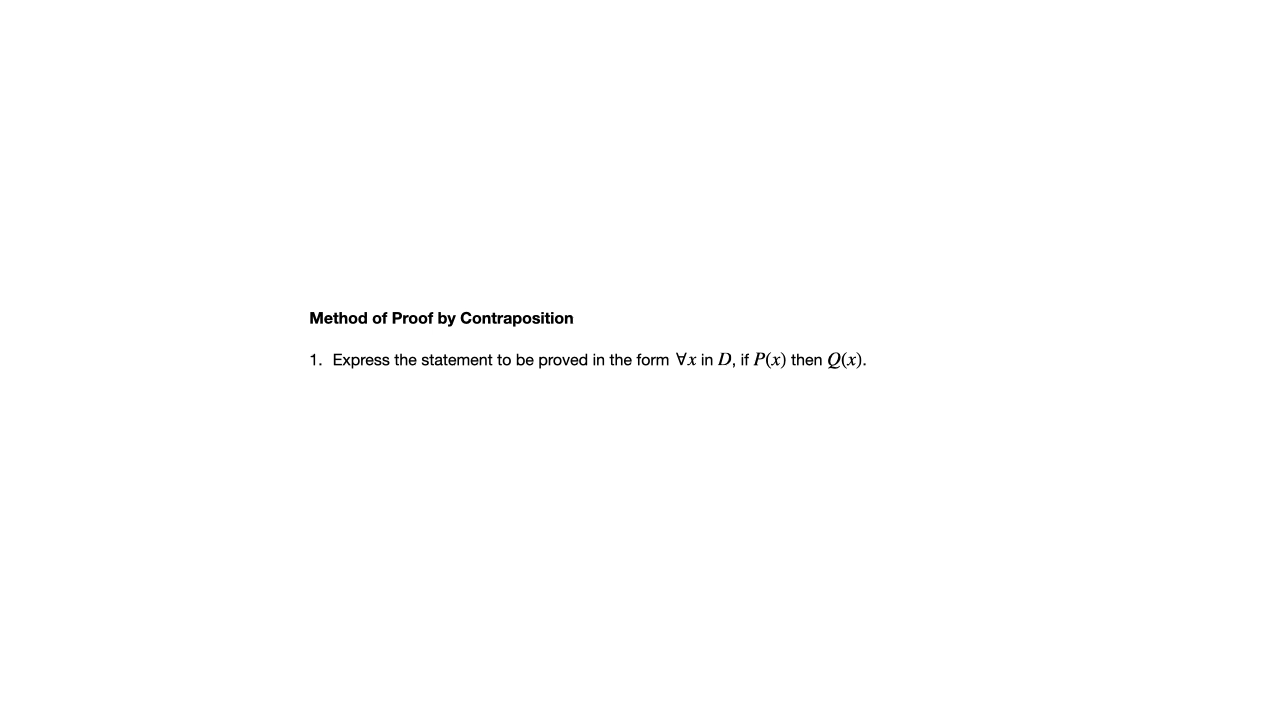 Method of Proof by Contraposition
1. Express the statement to be proved in the form ∀x in D, if P(x) then Q(x).